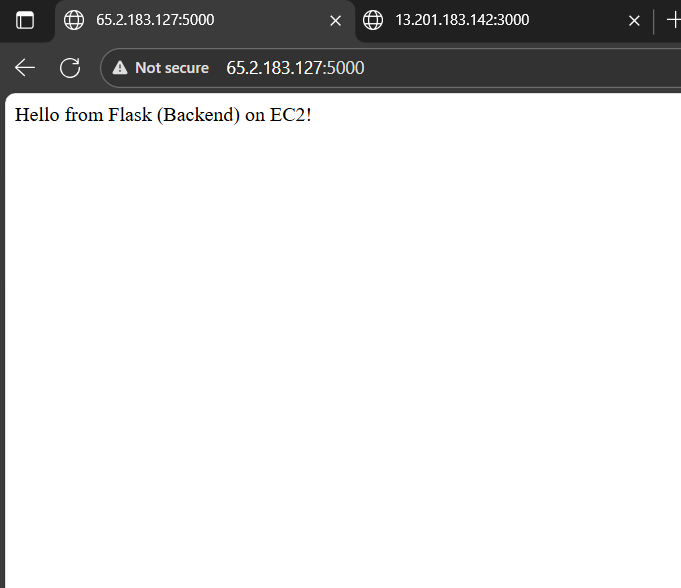 65.2.183.127:5000
13.201.183.142:3000
Not secure 65.2.183.127:5000
Hello from Flask (Backend) on EC2!